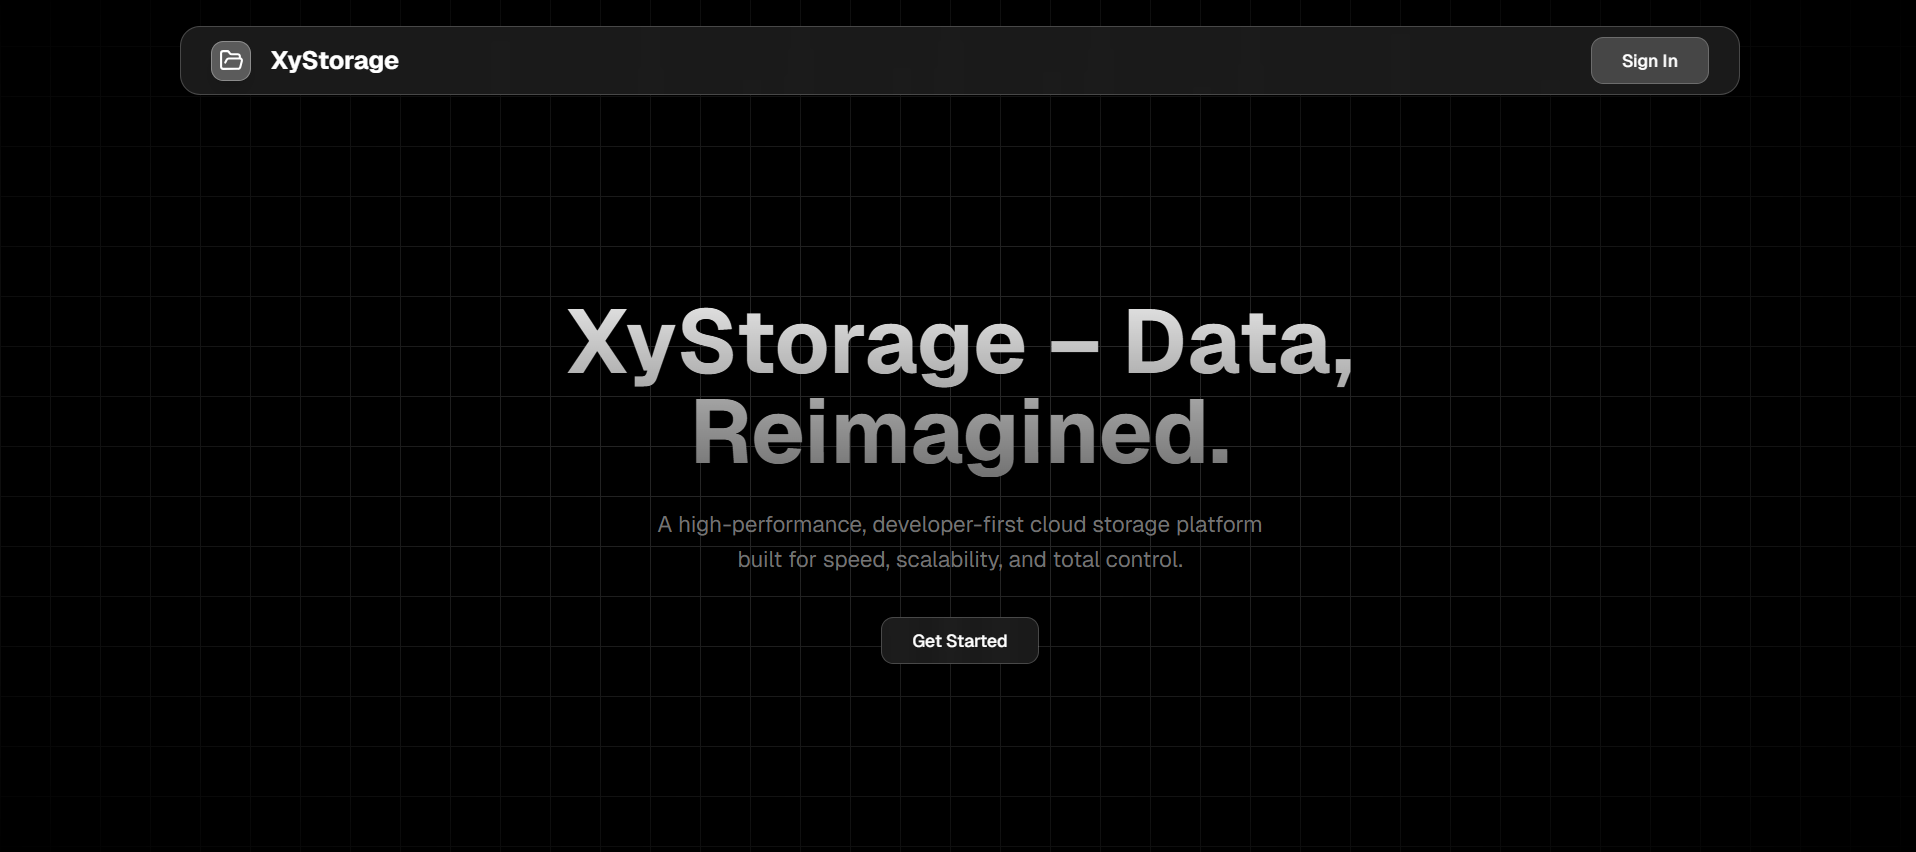 XyStorage
Sign In
XyStorage – Data,
Reimagined.
A high-performance, developer-first cloud storage platform
built for speed, scalability, and total control.
Get Started